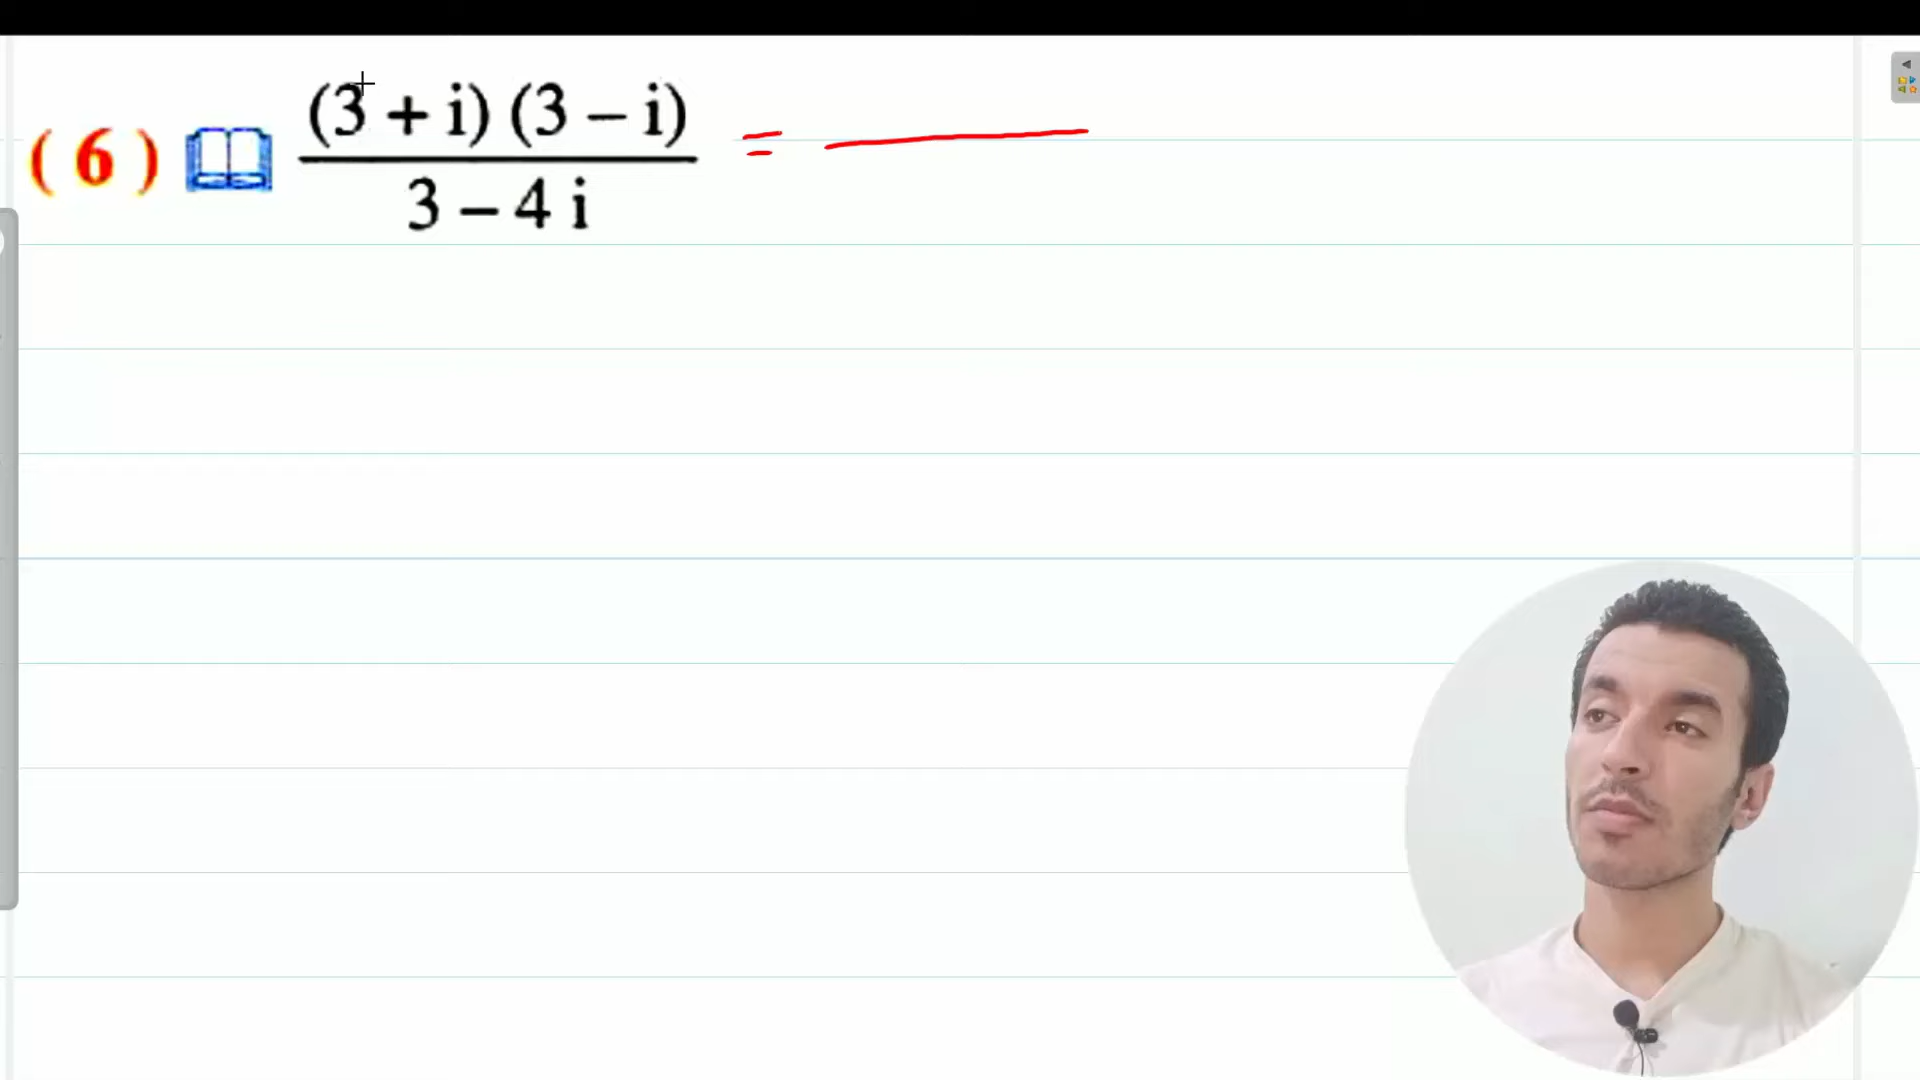 (6) (3 + i) (3 – i) =
3 – 4 i